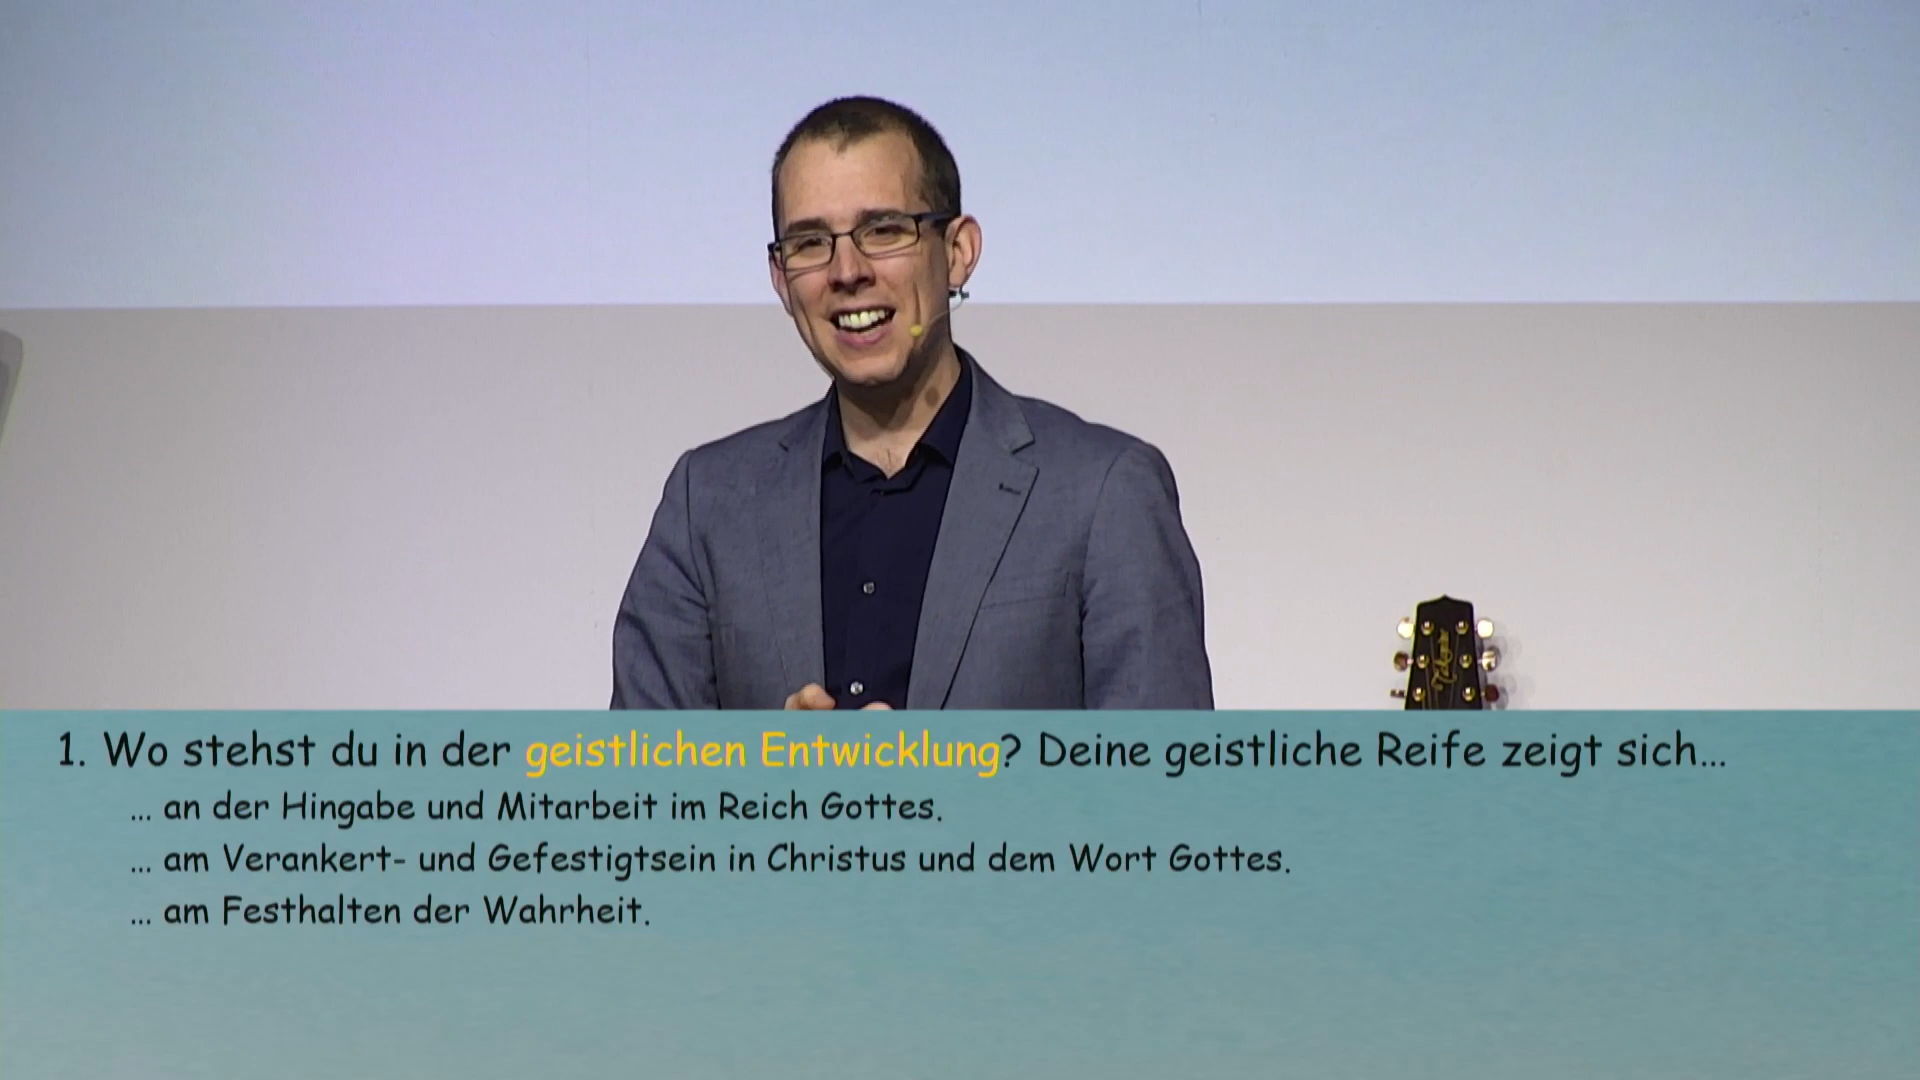 Takamine
1. Wo stehst du in der geistlichen Entwicklung? Deine geistliche Reife zeigt sich...
... an der Hingabe und Mitarbeit im Reich Gottes.
... am Verankert- und Gefestigtsein in Christus und dem Wort Gottes.
... am Festhalten der Wahrheit.